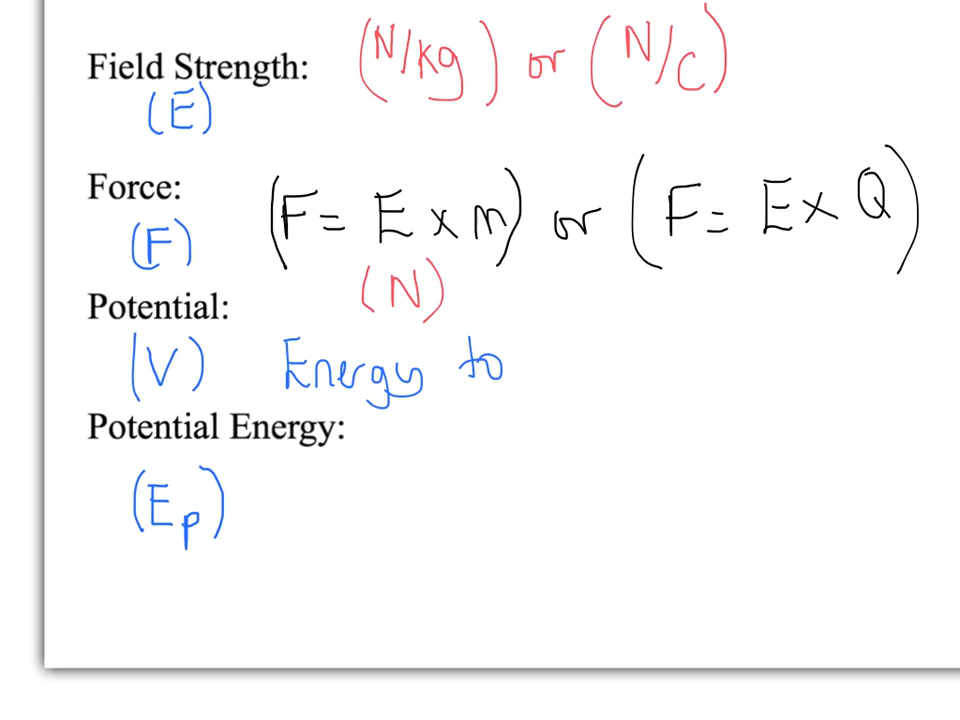 Field Strength: (N/kg) or (N/C)
(E)
Force: (F = E x m) or (F = E x Q)
(F)
(N)
Potential:
(V) Energy to
Potential Energy:
(Ep)